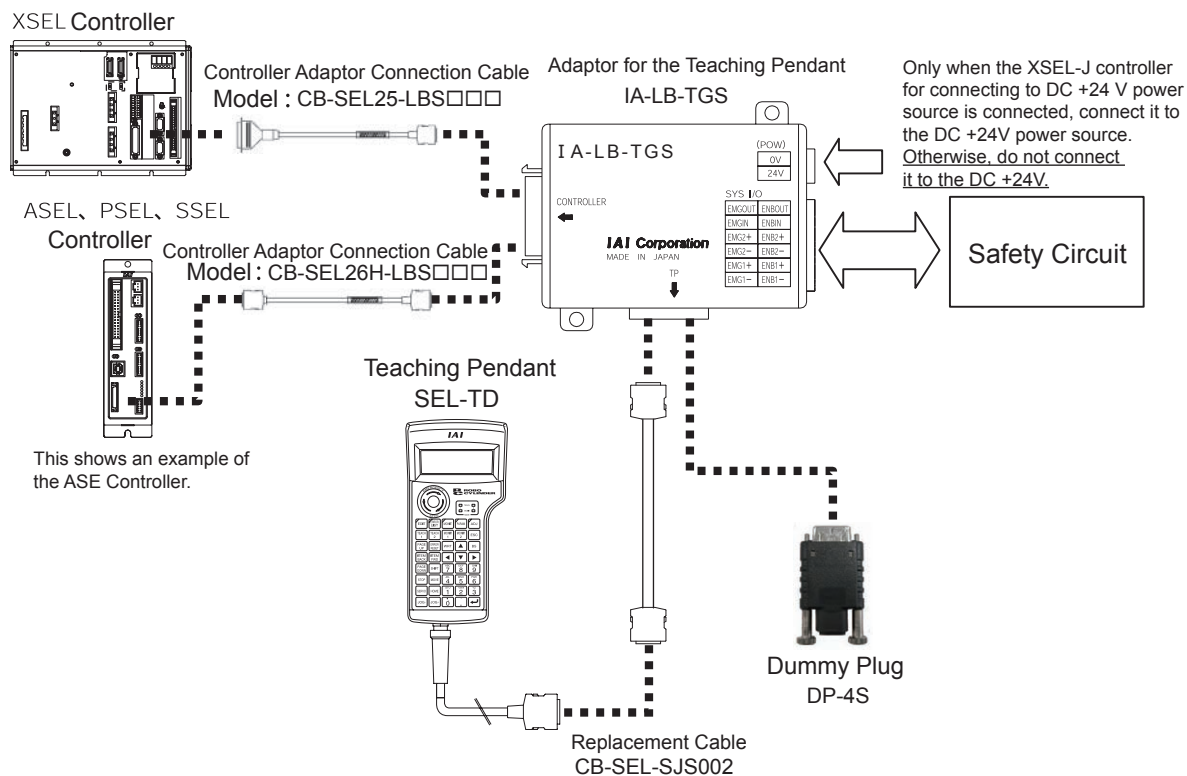 XSEL Controller
Controller Adaptor Connection Cable
Model : CB-SEL25-LBS□□□
Adaptor for the Teaching Pendant
IA-LB-TGS
Only when the XSEL-J controller
for connecting to DC +24 V power
source is connected, connect it to
the DC +24V power source.
Otherwise, do not connect
it to the DC +24V.
IA-LB-TGS
(POW)
0V
24V
CONTROLLER
SYS I/O
EMGOUT ENBOUT
EMGIN ENBIN
EMG2+ ENB2+
EMG2− ENB2−
EMG1+ ENB1+
EMG1− ENB1−
IAI Corporation
MADE IN JAPAN
TP
Safety Circuit
ASEL、PSEL、SSEL
Controller
Controller Adaptor Connection Cable
Model : CB-SEL26H-LBS□□□
This shows an example of
the ASE Controller.
Teaching Pendant
SEL-TD
IAI
ROBO
CYLINDER
Dummy Plug
DP-4S
Replacement Cable
CB-SEL-SJS002